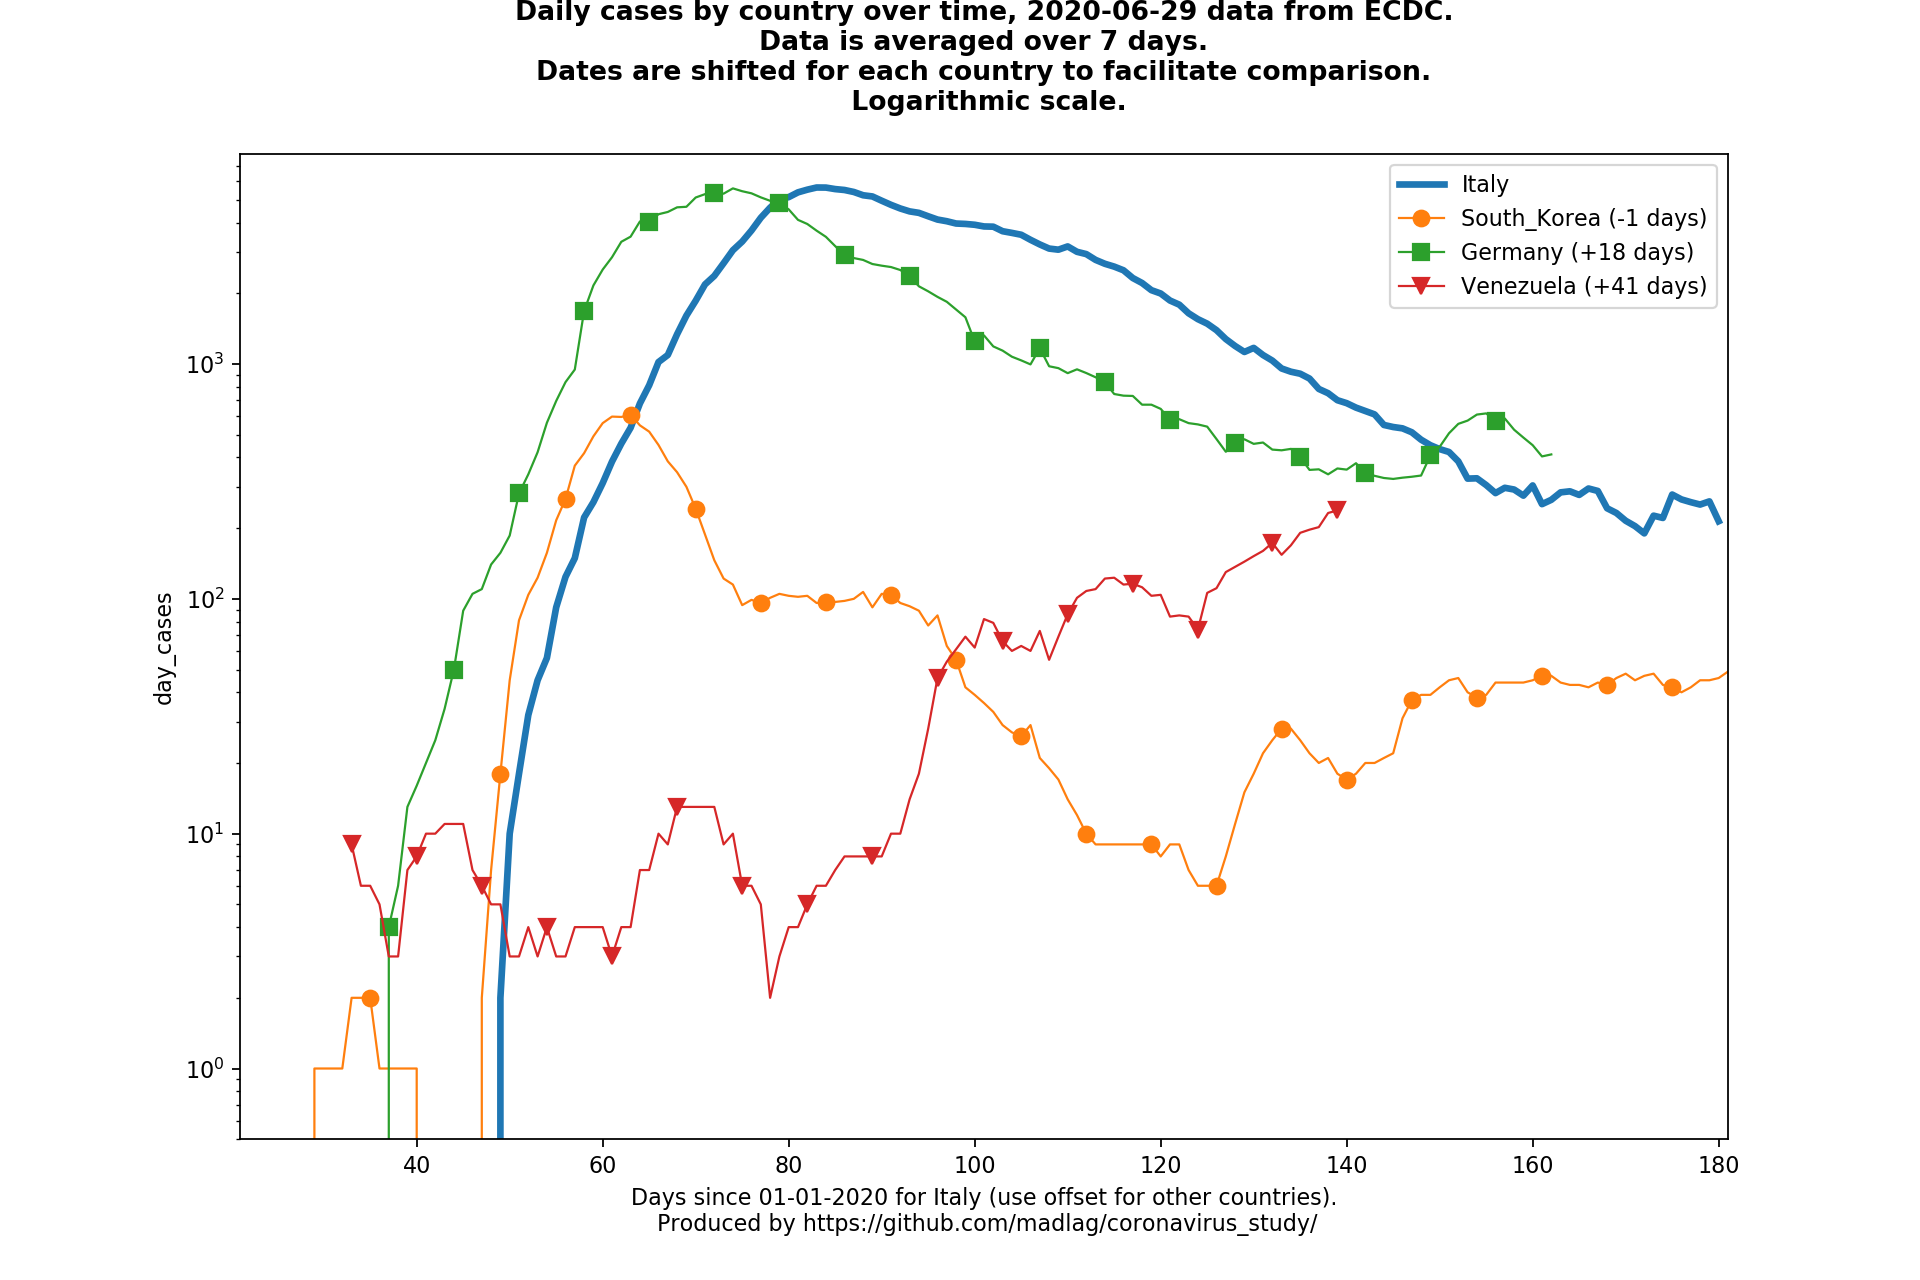 Daily cases by country over time, 2020-06-29 data from ECDC.
Data is averaged over 7 days.
Dates are shifted for each country to facilitate comparison.
Logarithmic scale.
Italy
South_Korea (-1 days)
Germany (+18 days)
Venezuela (+41 days)
day_cases
10³
10²
10¹
10⁰
40 60 80 100 120 140 160 180
Days since 01-01-2020 for Italy (use offset for other countries).
Produced by https://github.com/madlag/coronavirus_study/